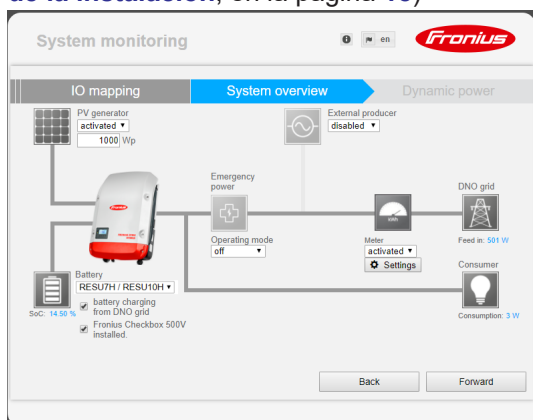 de la instalación, en la página 10)
System monitoring
en
Fronius
IO mapping
System overview
Dynamic power
PV generator
activated
1000 Wp
External producer
disabled
Emergency
power
Operating mode
off
Meter
activated
Settings
DNO grid
Feed in: 501 W
Consumer
Consumption: 3 W
Battery
RESU7H / RESU10H
SoC: 14.50 %
battery charging
from DNO grid
Fronius Checkbox 500V
installed.
Back
Forward